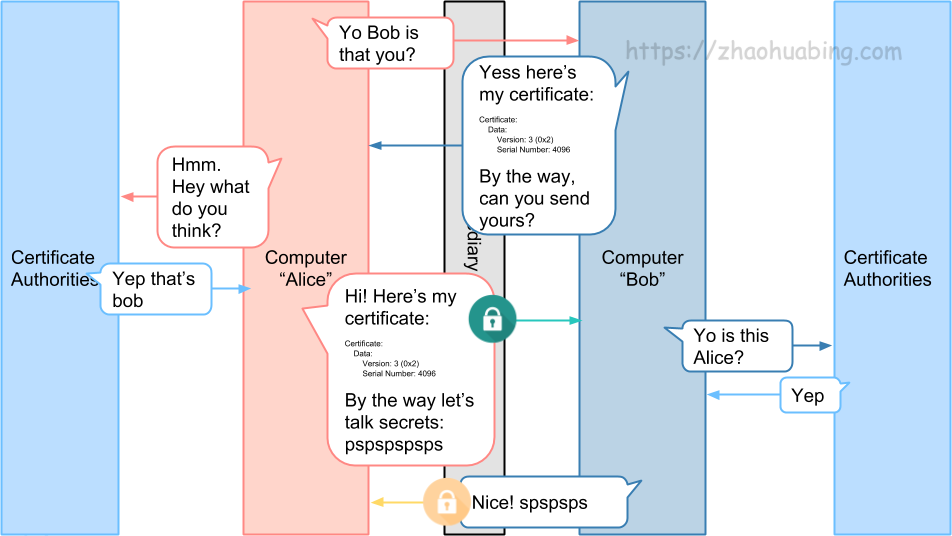 Yo Bob is
that you?
https://zhaohuabing.com
Yess here's
my certificate:
Certificate:
Data:
Version: 3 (0x2)
Serial Number: 4096
By the way,
can you send
yours?
Hmm.
Hey what
do you
think?
Certificate
Authorities
Computer
"Alice"
diary
Computer
"Bob"
Certificate
Authorities
Yep that's
bob
Hi! Here's my
certificate:
Certificate:
Data:
Version: 3 (0x2)
Serial Number: 4096
By the way let's
talk secrets:
pspspspsps
Yo is this
Alice?
Yep
Nice! spspsps